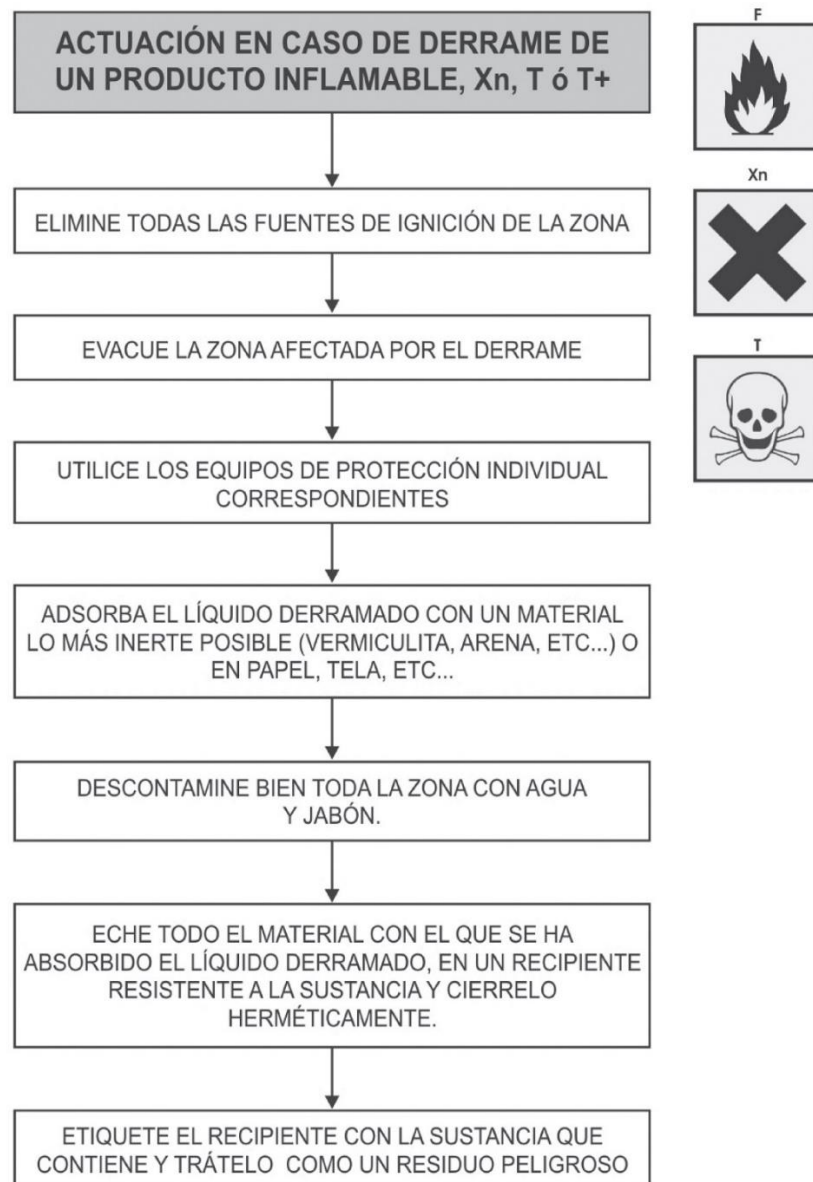 ACTUACIÓN EN CASO DE DERRAME DE
UN PRODUCTO INFLAMABLE, Xn, T ó T+
ELIMINE TODAS LAS FUENTES DE IGNICIÓN DE LA ZONA
EVACUE LA ZONA AFECTADA POR EL DERRAME
UTILICE LOS EQUIPOS DE PROTECCIÓN INDIVIDUAL
CORRESPONDIENTES
ADSORBA EL LÍQUIDO DERRAMADO CON UN MATERIAL
LO MÁS INERTE POSIBLE (VERMICULITA, ARENA, ETC...) O
EN PAPEL, TELA, ETC...
DESCONTAMINE BIEN TODA LA ZONA CON AGUA
Y JABÓN.
ECHE TODO EL MATERIAL CON EL QUE SE HA
ABSORBIDO EL LÍQUIDO DERRAMADO, EN UN RECIPIENTE
RESISTENTE A LA SUSTANCIA Y CIERRELO
HERMÉTICAMENTE.
ETIQUETE EL RECIPIENTE CON LA SUSTANCIA QUE
CONTIENE Y TRÁTELO COMO UN RESIDUO PELIGROSO
F
Xn
T